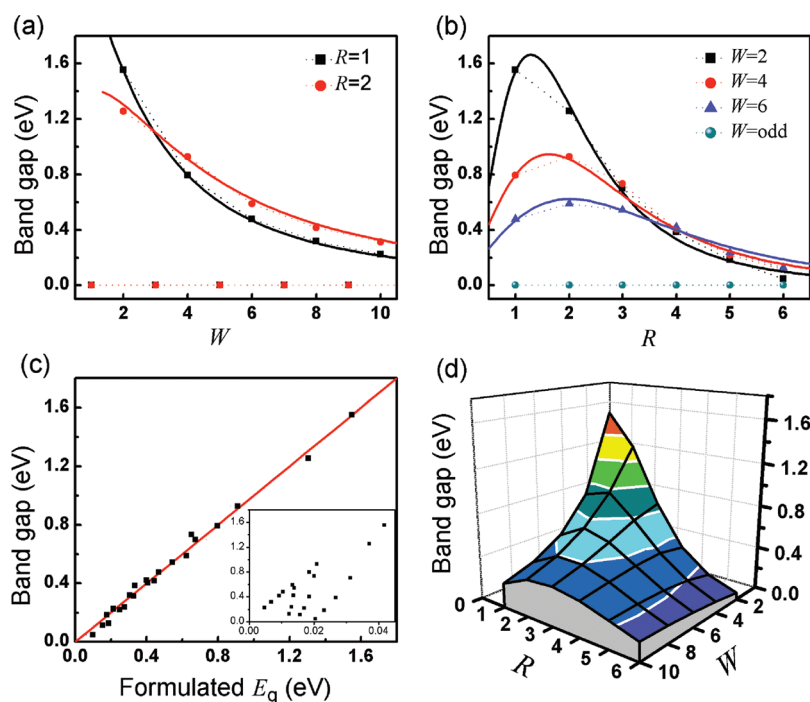 (a)
Band gap (eV)
1.6
1.2
0.8
0.4
0.0
2 4 6 8 10
W
R=1
R=2
(b)
Band gap (eV)
1.6
1.2
0.8
0.4
0.0
1 2 3 4 5 6
R
W=2
W=4
W=6
W=odd
(c)
Band gap (eV)
1.6
1.2
0.8
0.4
0.0
0.0 0.4 0.8 1.2 1.6
Formulated Eg (eV)
1.8
1.6
1.2
0.8
0.4
0.0
0.00 0.02 0.04
(d)
Band gap (eV)
1.6
1.2
0.8
0.4
0.0
0 1 2 3 4 5 6
R
10 8 6 4 2
W